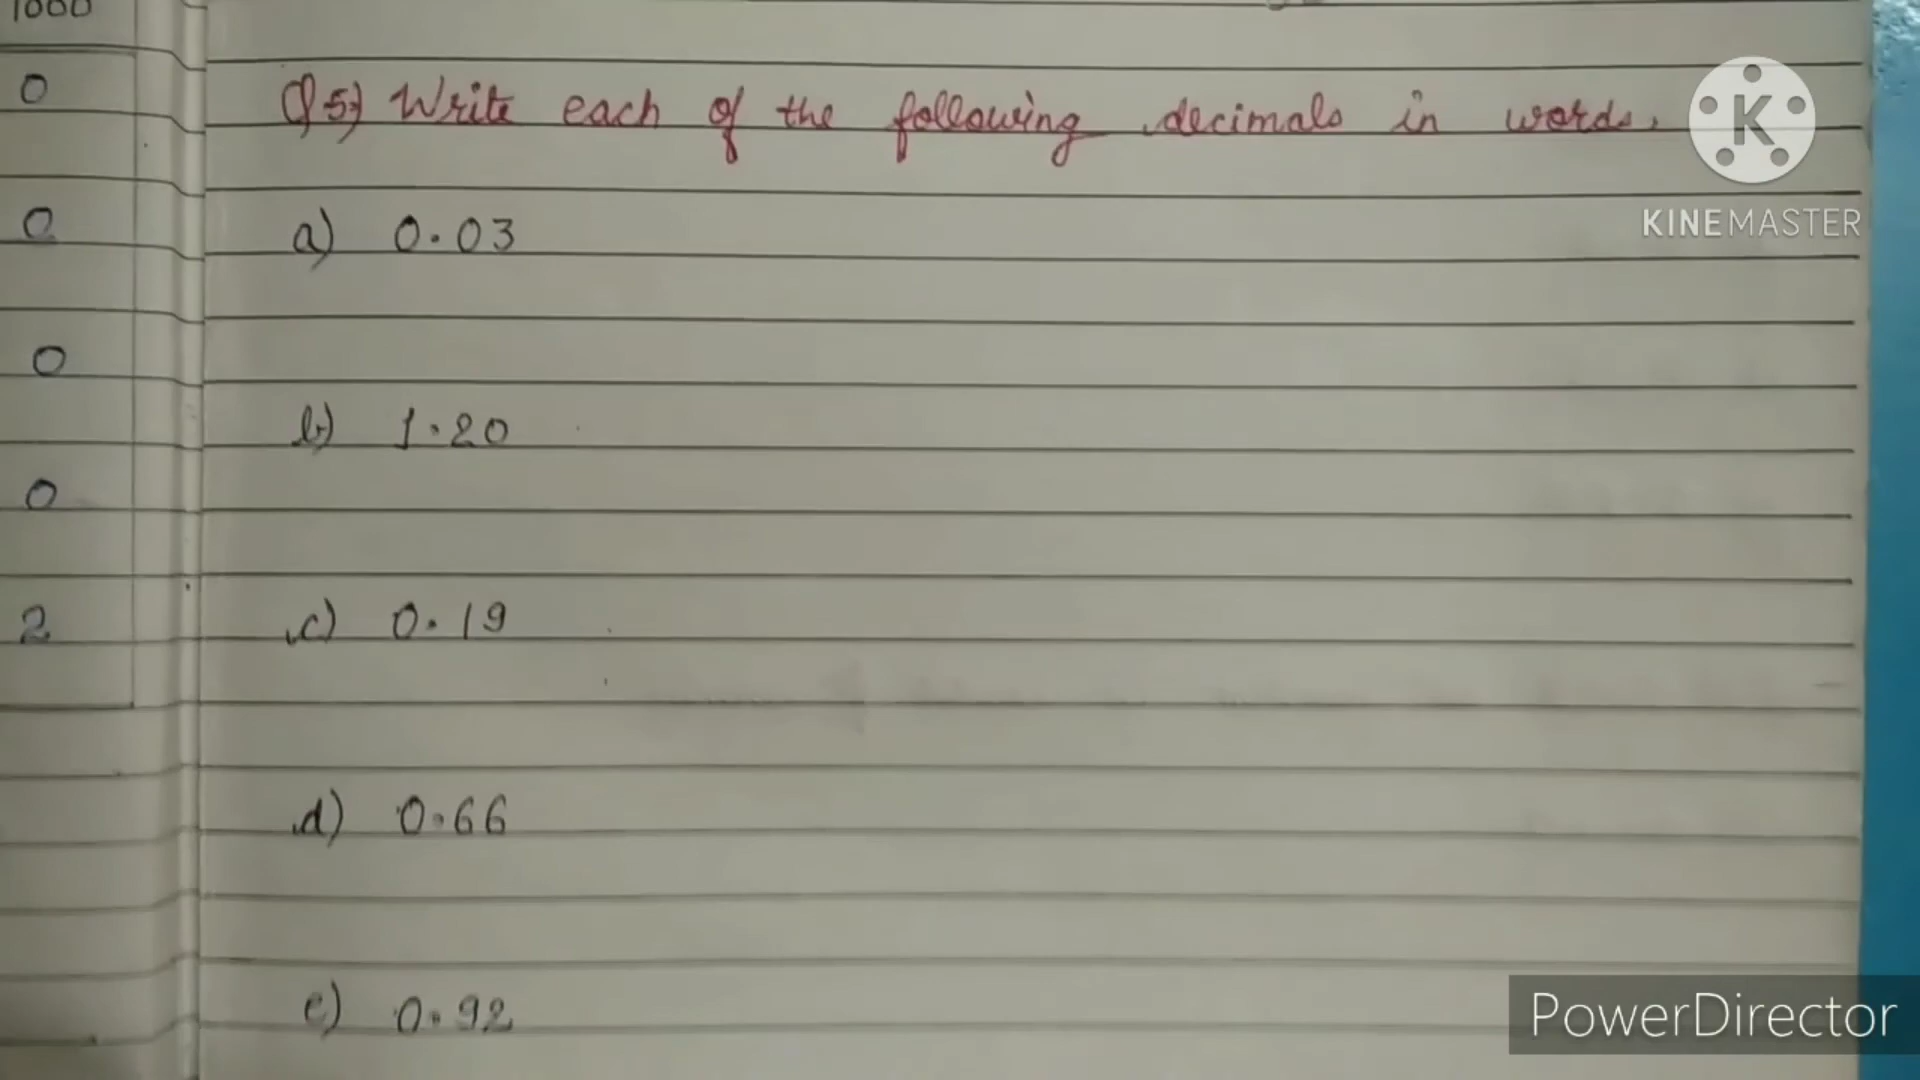 1000
0
Q5) Write each of the following decimals in words.
K
KINEMASTER
0
a) 0.03
0
b) 1.20
0
2
c) 0.19
d) 0.66
e) 0.92
PowerDirector